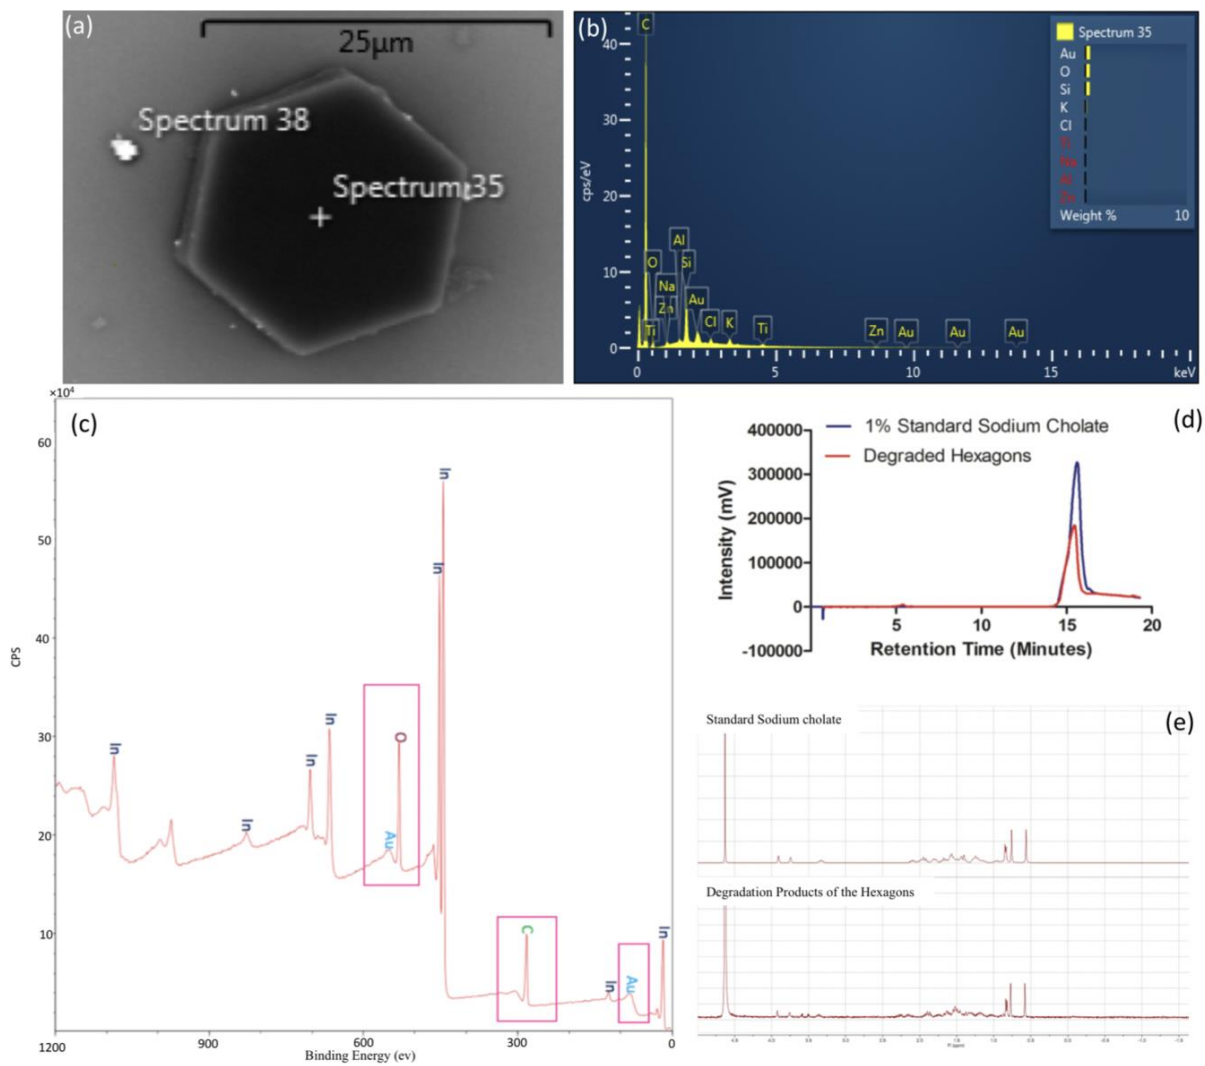 (a)
25μm
Spectrum 38
Spectrum 35
(b)
Spectrum 35
Au
O
Si
K
Cl
Ti
Na
Weight % 10
cps/eV
40
30
20
10
0
C
O
Al
Si
Na
Zn
Ti
Au
Cl
K
Ti
Zn
Au
Au
Au
0 5 10 15 keV
(c)
×10⁴
60
50
40
30
20
10
CPS
In
In
In
In
In
In
Au
O
In
C
In
Au
In
1200 900 600 300 0
Binding Energy (ev)
(d)
1% Standard Sodium Cholate
Degraded Hexagons
Intensity (mV)
400000
300000
200000
100000
0
-100000
5 10 15 20
Retention Time (Minutes)
(e)
Standard Sodium cholate
Degradation Products of the Hexagons